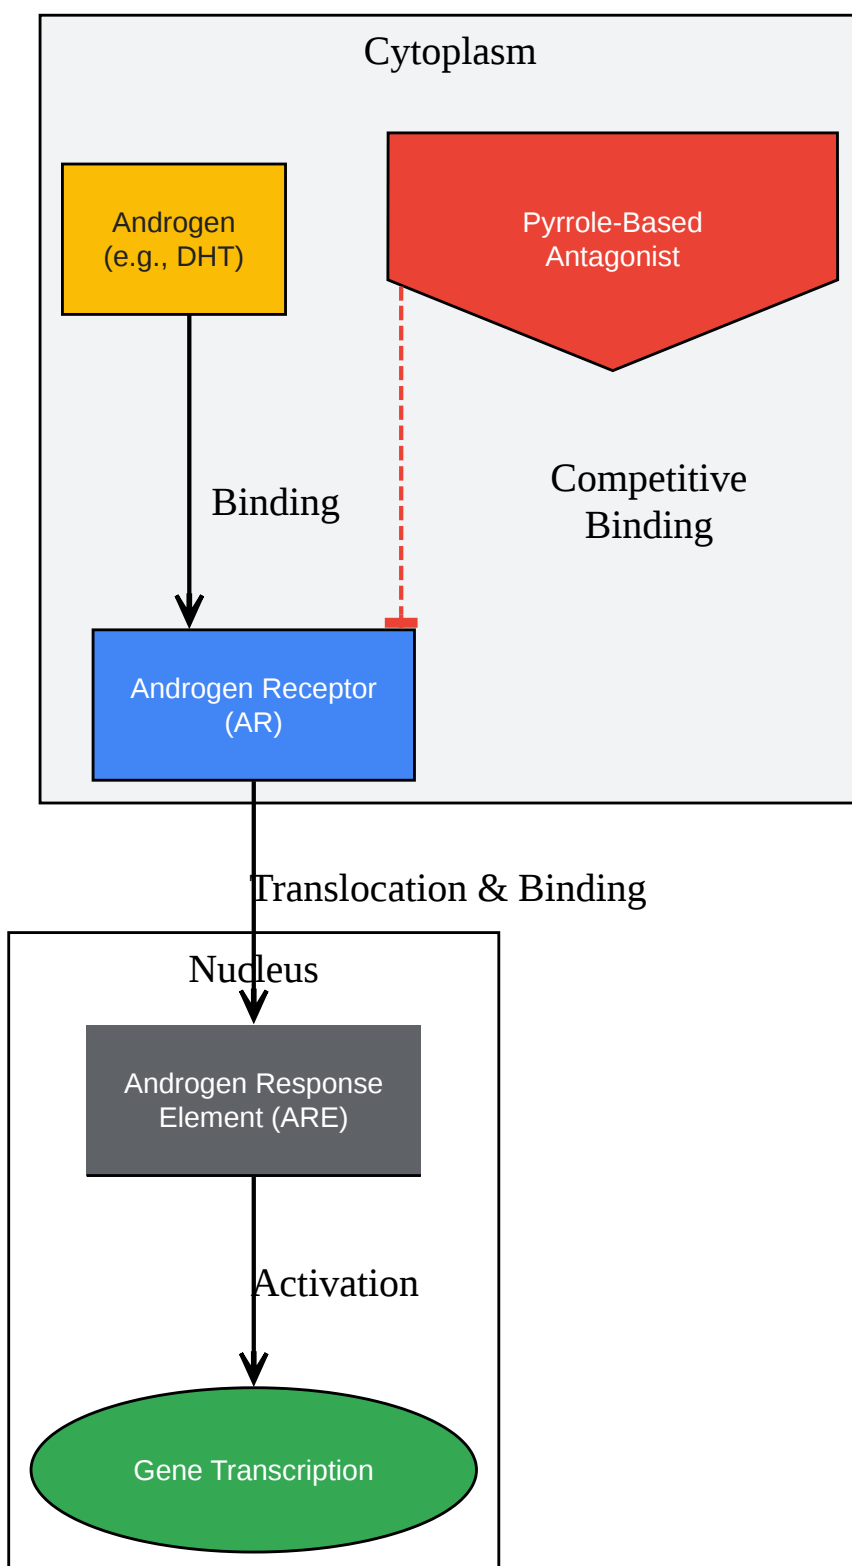 Cytoplasm
Androgen
(e.g., DHT)
Pyrrole-Based
Antagonist
Binding
Competitive
Binding
Androgen Receptor
(AR)
Translocation & Binding
Nucleus
Androgen Response
Element (ARE)
Activation
Gene Transcription